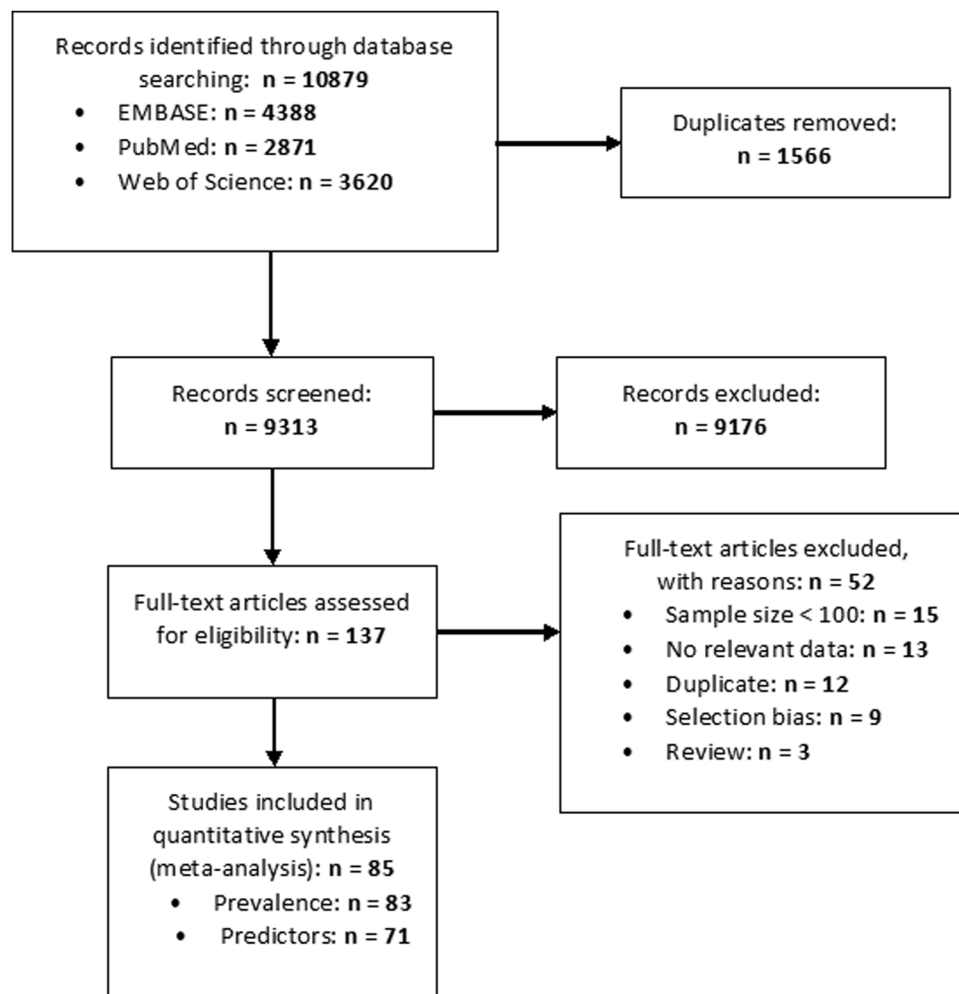 Records identified through database
searching: n = 10879
• EMBASE: n = 4388
• PubMed: n = 2871
• Web of Science: n = 3620
Duplicates removed:
n = 1566
Records screened:
n = 9313
Records excluded:
n = 9176
Full-text articles assessed
for eligibility: n = 137
Full-text articles excluded,
with reasons: n = 52
• Sample size < 100: n = 15
• No relevant data: n = 13
• Duplicate: n = 12
• Selection bias: n = 9
• Review: n = 3
Studies included in
quantitative synthesis
(meta-analysis): n = 85
• Prevalence: n = 83
• Predictors: n = 71